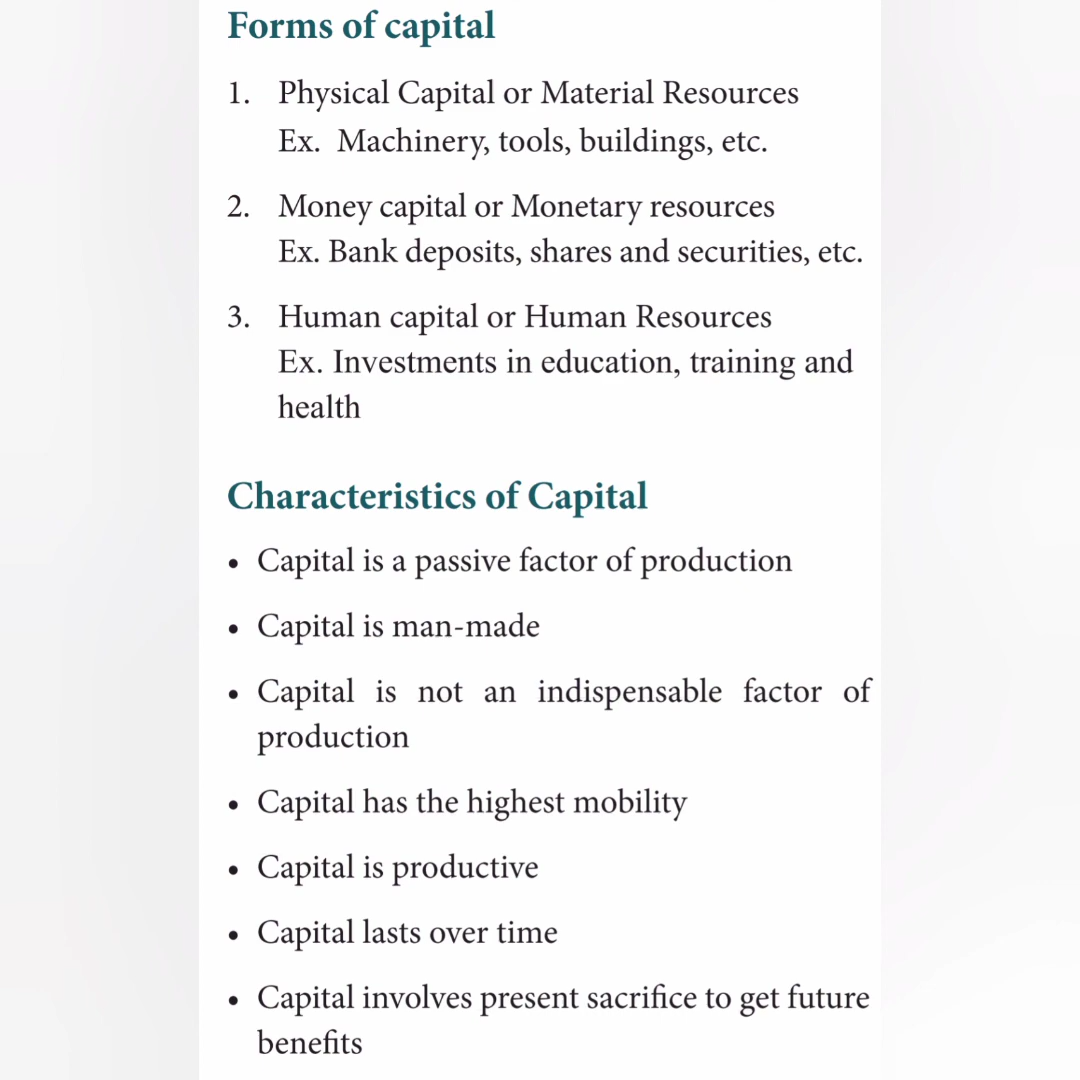 Forms of capital
1. Physical Capital or Material Resources
Ex. Machinery, tools, buildings, etc.
2. Money capital or Monetary resources
Ex. Bank deposits, shares and securities, etc.
3. Human capital or Human Resources
Ex. Investments in education, training and
health
Characteristics of Capital
• Capital is a passive factor of production
• Capital is man-made
• Capital is not an indispensable factor of
production
• Capital has the highest mobility
• Capital is productive
• Capital lasts over time
• Capital involves present sacrifice to get future
benefits